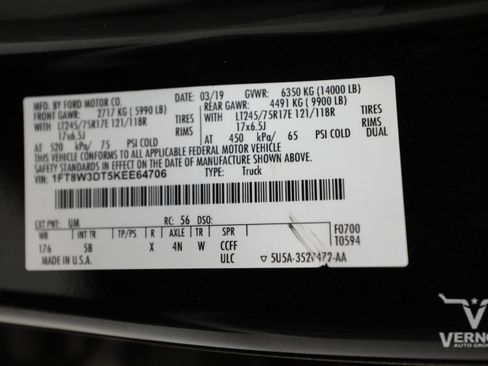 MFD. BY FORD MOTOR CO. DATE: 03/19 GVWR: 6350 KG (14000 LB)
FRONT GAWR: 2717 KG (5990 LB) REAR GAWR: 4491 KG (9900 LB)
WITH LT245/75R17E 121/118R TIRES WITH LT245/75R17E 121/118R TIRES
17x6.5J RIMS 17x6.5J RIMS
AT 520 kPa/ 75 PSI COLD AT 450 kPa/ 65 PSI COLD DUAL
THIS VEHICLE CONFORMS TO ALL APPLICABLE FEDERAL MOTOR VEHICLE
SAFETY STANDARDS IN EFFECT ON THE DATE OF MANUFACTURE SHOWN ABOVE.
VIN: 1FT8W3DT5KEE64706 TYPE: Truck
EXT PNT: UM RC: 56 DSO: F0700
WB INT TR TP/PS R AXLE TR SPR T0594
176 5B X 4N W CCFF
MADE IN U.S.A. ULC 5U5A-3520472-AA
AUTO GROUP